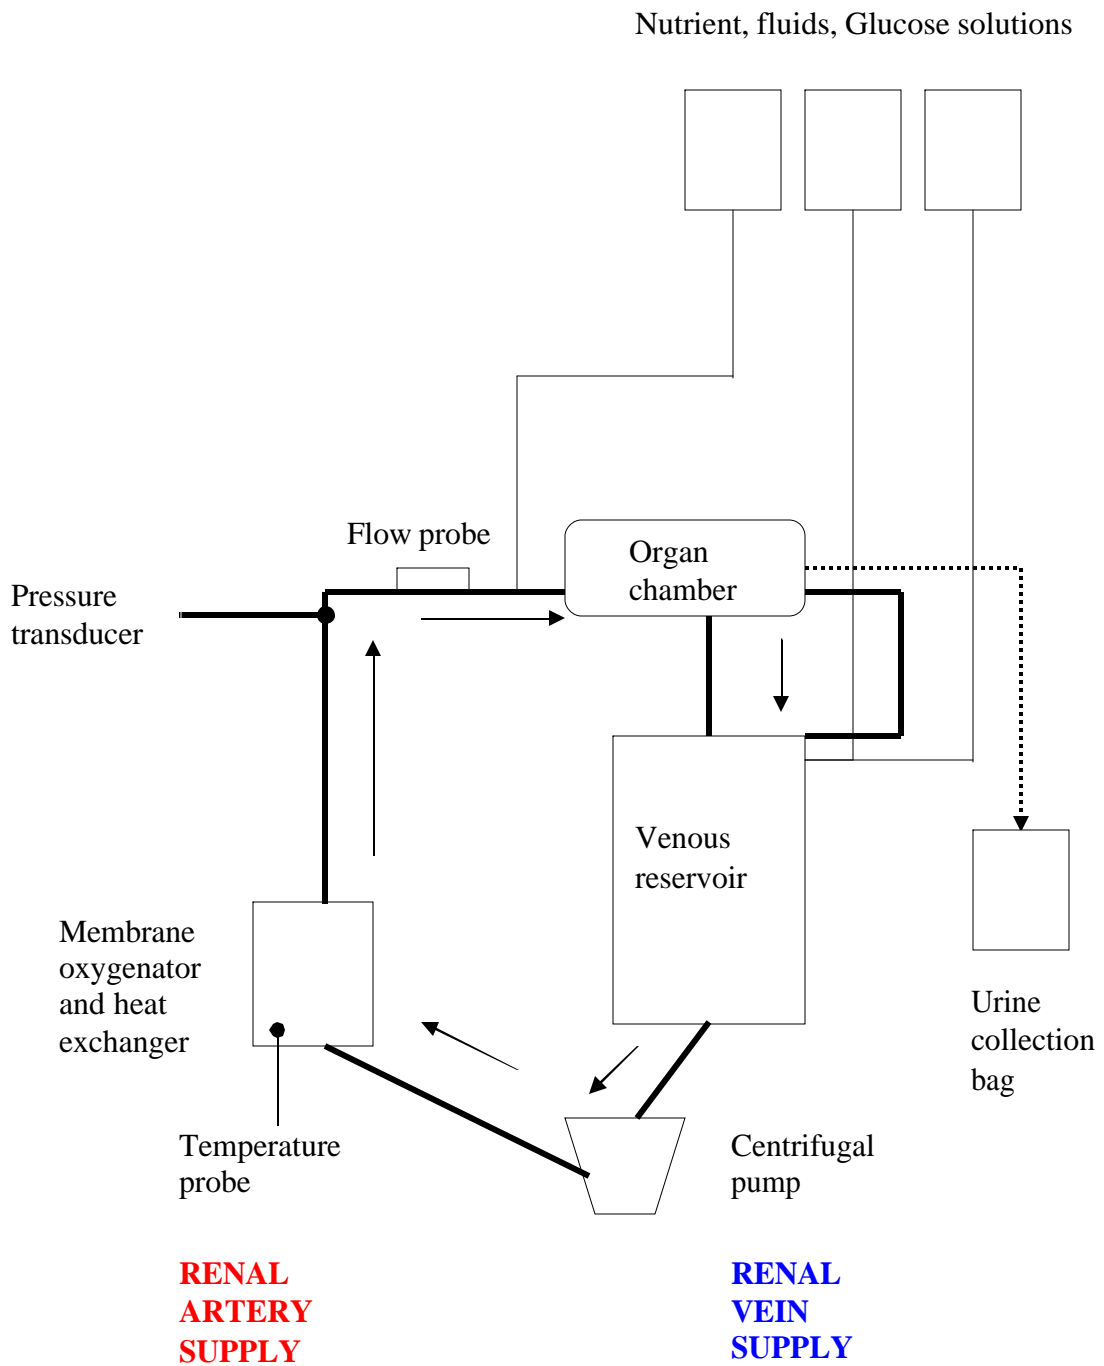 Nutrient, fluids, Glucose solutions
Flow probe
Organ
chamber
Pressure
transducer
Venous
reservoir
Membrane
oxygenator
and heat
exchanger
Urine
collection
bag
Temperature
probe
Centrifugal
pump
RENAL
ARTERY
SUPPLY
RENAL
VEIN
SUPPLY